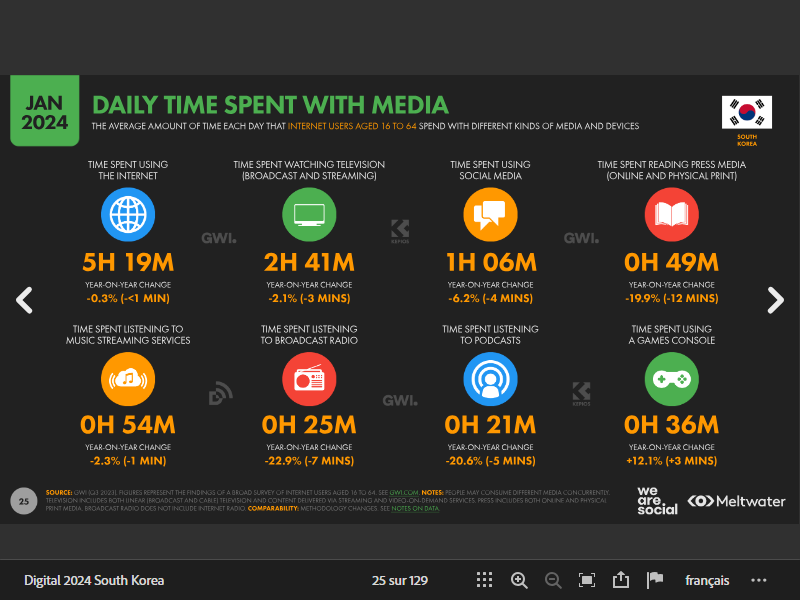 JAN
2024
DAILY TIME SPENT WITH MEDIA
THE AVERAGE AMOUNT OF TIME EACH DAY THAT INTERNET USERS AGED 16 TO 64 SPEND WITH DIFFERENT KINDS OF MEDIA AND DEVICES
SOUTH
KOREA
TIME SPENT USING
THE INTERNET
5H 19M
YEAR-ON-YEAR CHANGE
-0.3% (-<1 MIN)
TIME SPENT WATCHING TELEVISION
(BROADCAST AND STREAMING)
2H 41M
YEAR-ON-YEAR CHANGE
-2.1% (-3 MINS)
TIME SPENT USING
SOCIAL MEDIA
1H 06M
YEAR-ON-YEAR CHANGE
-6.2% (-4 MINS)
TIME SPENT READING PRESS MEDIA
(ONLINE AND PHYSICAL PRINT)
0H 49M
YEAR-ON-YEAR CHANGE
-19.9% (-12 MINS)
GWI.
KEPIOS
GWI.
TIME SPENT LISTENING TO
MUSIC STREAMING SERVICES
0H 54M
YEAR-ON-YEAR CHANGE
-2.3% (-1 MIN)
TIME SPENT LISTENING
TO BROADCAST RADIO
0H 25M
YEAR-ON-YEAR CHANGE
-22.9% (-7 MINS)
TIME SPENT LISTENING
TO PODCASTS
0H 21M
YEAR-ON-YEAR CHANGE
-20.6% (-5 MINS)
TIME SPENT USING
A GAMES CONSOLE
0H 36M
YEAR-ON-YEAR CHANGE
+12.1% (+3 MINS)
GWI.
KEPIOS
25
SOURCE: GWI (Q3 2023). FIGURES REPRESENT THE FINDINGS OF A BROAD SURVEY OF INTERNET USERS AGED 16 TO 64. SEE GWI.COM. NOTES: PEOPLE MAY CONSUME DIFFERENT MEDIA CONCURRENTLY.
TELEVISION INCLUDES BOTH LINEAR (BROADCAST AND CABLE) TELEVISION AND CONTENT DELIVERED VIA STREAMING AND VIDEO-ON-DEMAND SERVICES. PRESS INCLUDES BOTH ONLINE AND PHYSICAL
PRINT MEDIA. BROADCAST RADIO DOES NOT INCLUDE INTERNET RADIO. COMPARABILITY: METHODOLOGY CHANGES. SEE NOTES ON DATA.
we
are.
social
Meltwater
Digital 2024 South Korea
25 sur 129
français